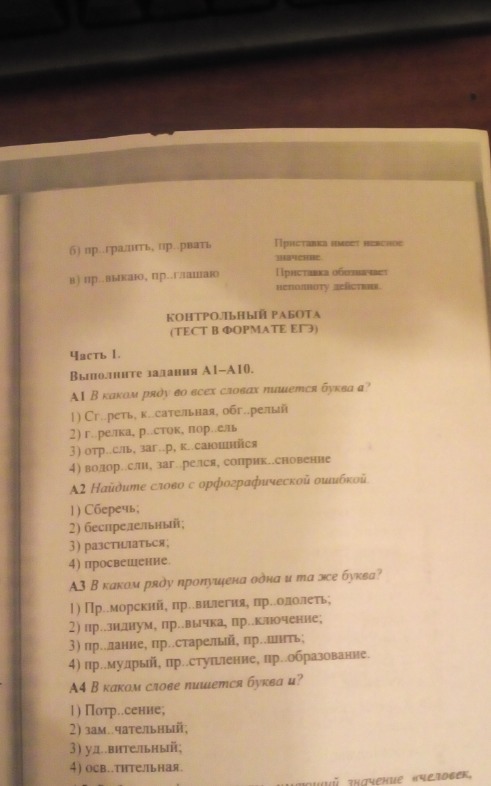 б) пр..градить, пр..рвать
Приставка имеет неясное
значение.
в) пр..выкаю, пр..глашаю
Приставка обозначает
неполноту действия.
КОНТРОЛЬНЫЙ РАБОТА
(ТЕСТ В ФОРМАТЕ ЕГЭ)
Часть 1.
Выполните задания А1–А10.
А1 В каком ряду во всех словах пишется буква а?
1) Сг..реть, к..сательная, обг..релый
2) г..релка, р..сток, пор..ель
3) отр..сль, заг..р, к..сающийся
4) водор..сли, заг..релся, соприк..сновение
А2 Найдите слово с орфографической ошибкой.
1) Сберечь;
2) беспредельный;
3) разстилаться;
4) просвещение.
А3 В каком ряду пропущена одна и та же буква?
1) Пр..морский, пр..вилегия, пр..одолеть;
2) пр..зидиум, пр..вычка, пр..ключение;
3) пр..дание, пр..старелый, пр..шить;
4) пр..мудрый, пр..ступление, пр..образование.
А4 В каком слове пишется буква и?
1) Потр..сение;
2) зам..чательный;
3) уд..вительный;
4) осв..тительная.
имеющий значение «человек,